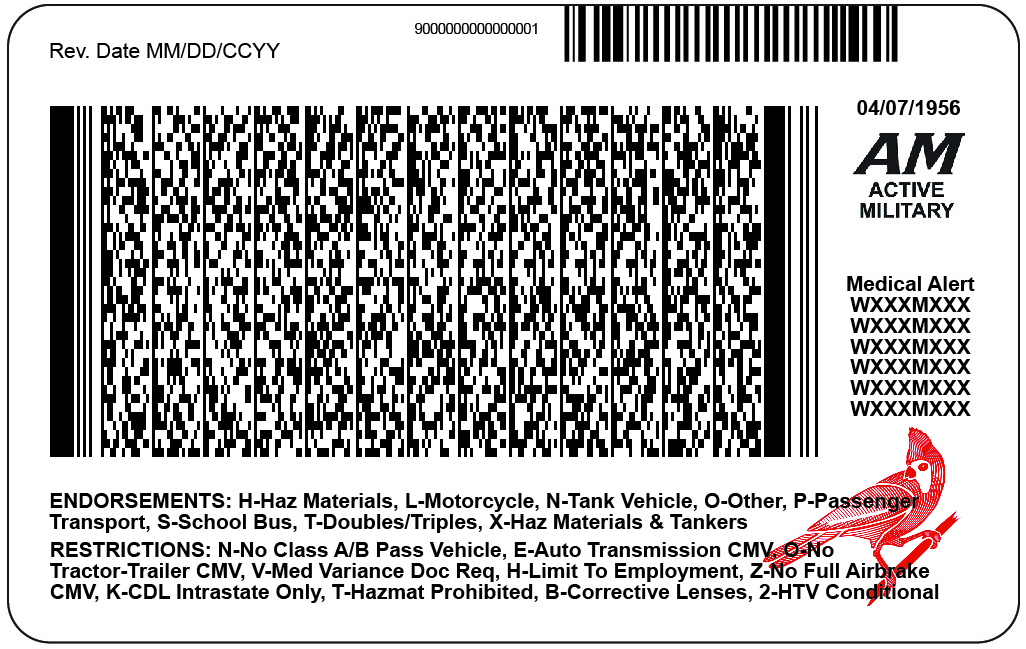 9000000000000001
Rev. Date MM/DD/CCYY
04/07/1956
AM
ACTIVE
MILITARY
Medical Alert
WXXXMXXX
WXXXMXXX
WXXXMXXX
WXXXMXXX
WXXXMXXX
WXXXMXXX
ENDORSEMENTS: H-Haz Materials, L-Motorcycle, N-Tank Vehicle, O-Other, P-Passenger
Transport, S-School Bus, T-Doubles/Triples, X-Haz Materials & Tankers
RESTRICTIONS: N-No Class A/B Pass Vehicle, E-Auto Transmission CMV, O-No
Tractor-Trailer CMV, V-Med Variance Doc Req, H-Limit To Employment, Z-No Full Airbrake
CMV, K-CDL Intrastate Only, T-Hazmat Prohibited, B-Corrective Lenses, 2-HTV Conditional